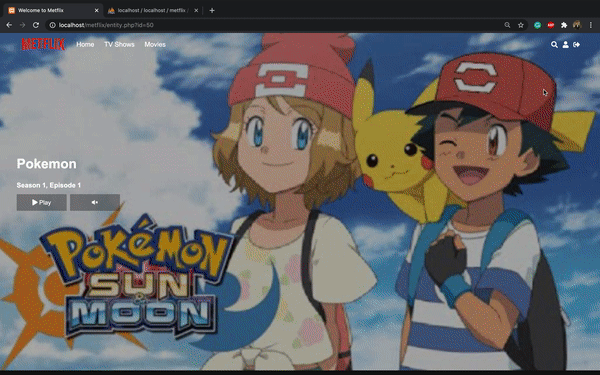 Welcome to Metflix
localhost / localhost / metflix
localhost/metflix/entity.php?id=50
METFLIX
Home TV Shows Movies
Pokemon
Season 1, Episode 1
Play
POKéMON
SUN
MOON